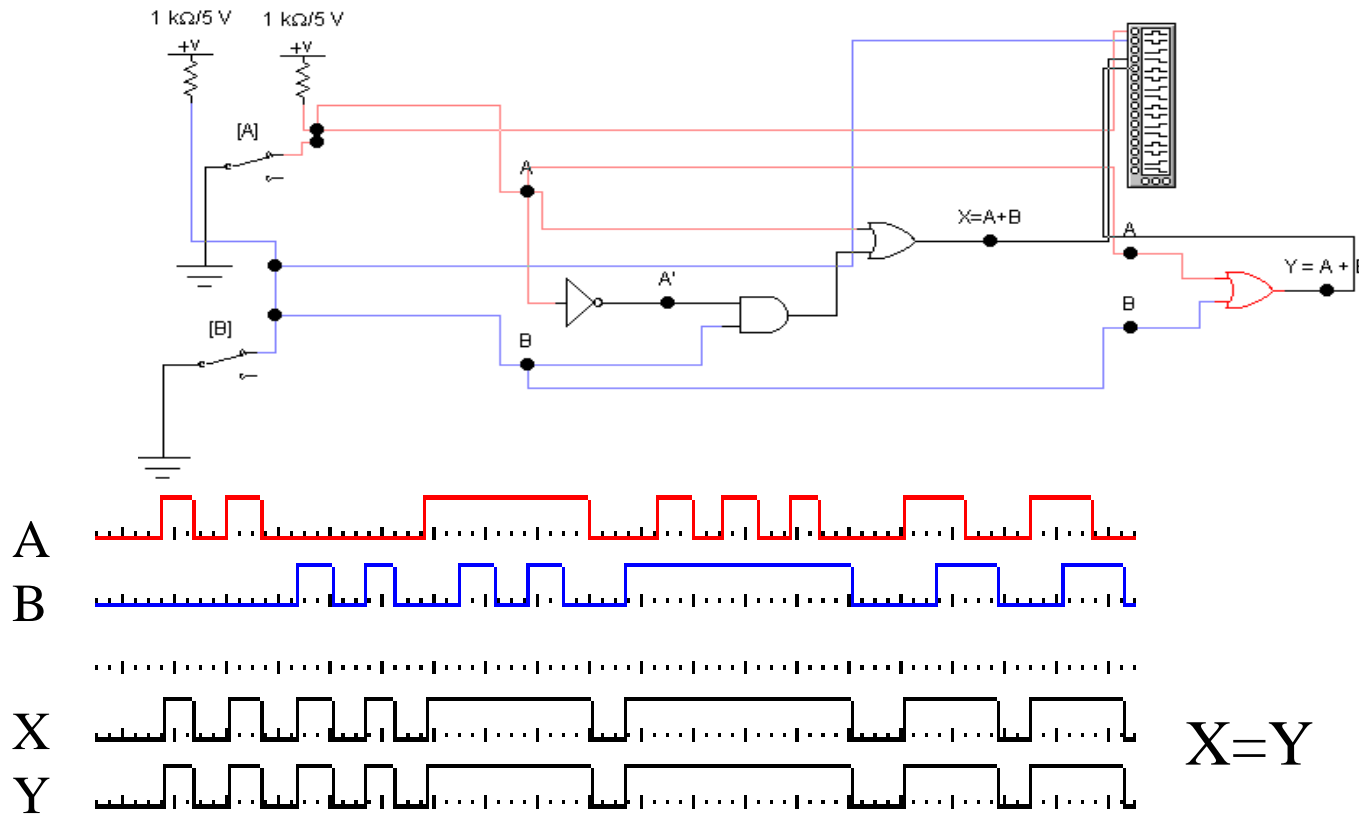 1 kΩ/5 V
1 kΩ/5 V
+V
+V
[A]
A
X=A+B
A
A'
Y = A + B
[B]
B
B
A
B
X
X=Y
Y